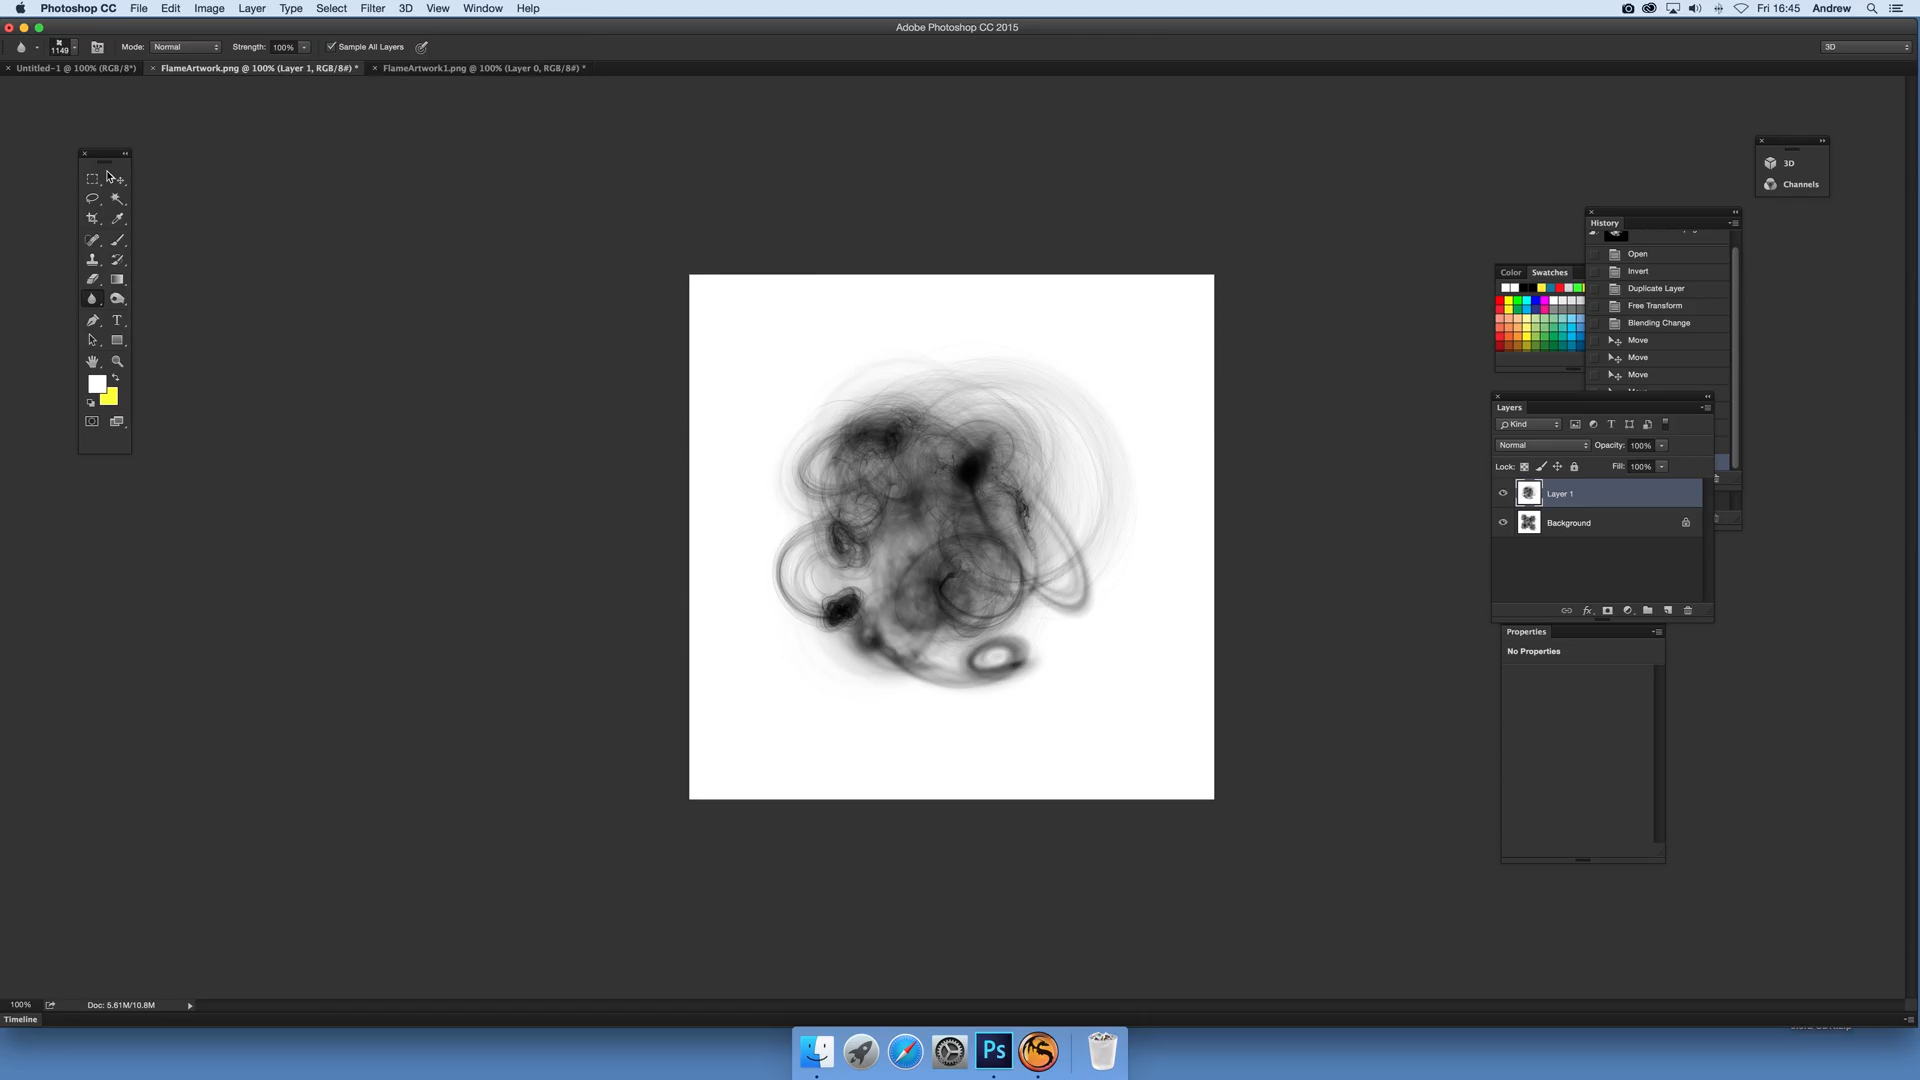 Photoshop CC File Edit Image Layer Type Select Filter 3D View Window Help Fri 16:45 Andrew
Adobe Photoshop CC 2015
1149 Mode: Normal Strength: 100% Sample All Layers 3D
Untitled-1 @ 100% (RGB/8*) FlameArtwork.png @ 100% (Layer 1, RGB/8#) * FlameArtwork1.png @ 100% (Layer 0, RGB/8#) *
3D
Channels
History
Open
Invert
Duplicate Layer
Free Transform
Blending Change
Move
Move
Move
Color Swatches
Layers
Kind
Normal Opacity: 100%
Lock: Fill: 100%
Layer 1
Background
Properties
No Properties
100% Doc: 5.61M/10.8M
Timeline
Ps